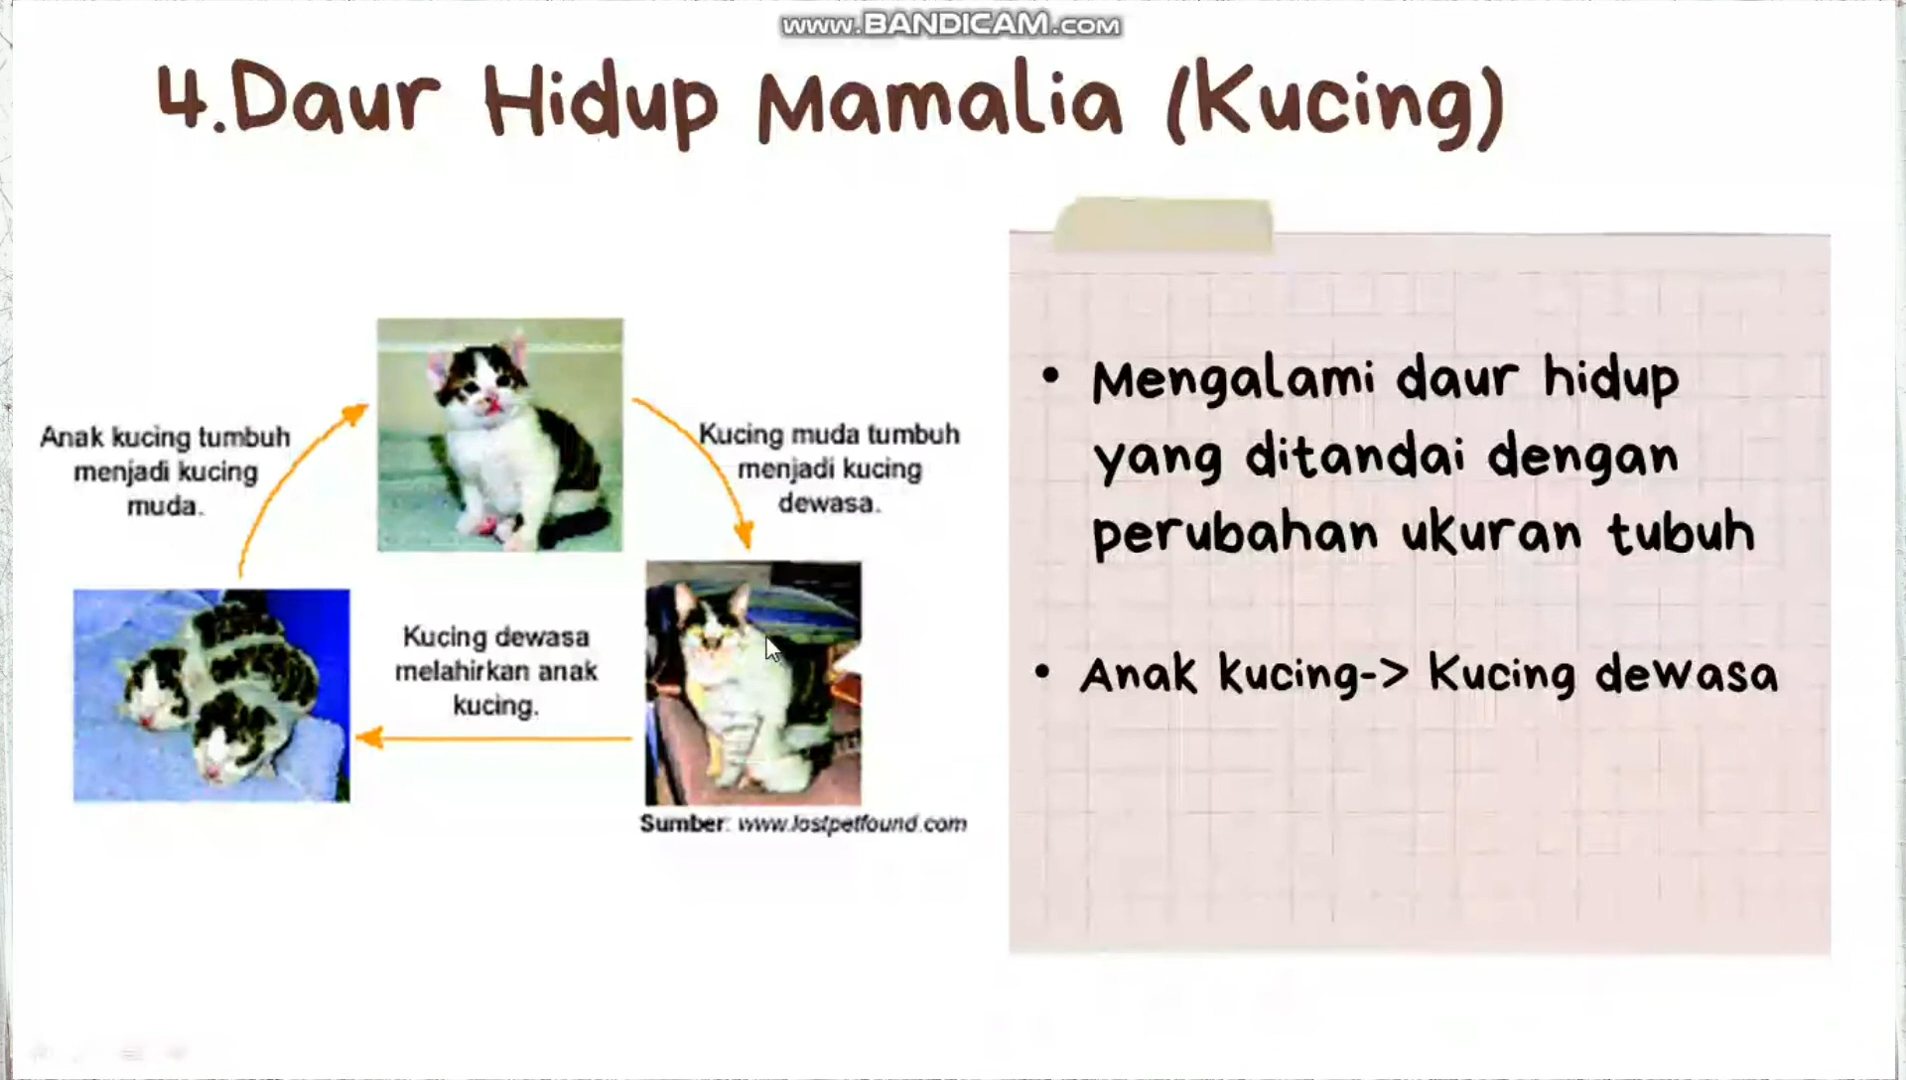 www.BANDICAM.com
4.Daur Hidup Mamalia (Kucing)
Anak kucing tumbuh
menjadi kucing
muda.
Kucing muda tumbuh
menjadi kucing
dewasa.
Kucing dewasa
melahirkan anak
kucing.
Sumber: www.lostpetfound.com
• Mengalami daur hidup
yang ditandai dengan
perubahan ukuran tubuh
• Anak kucing-> Kucing dewasa